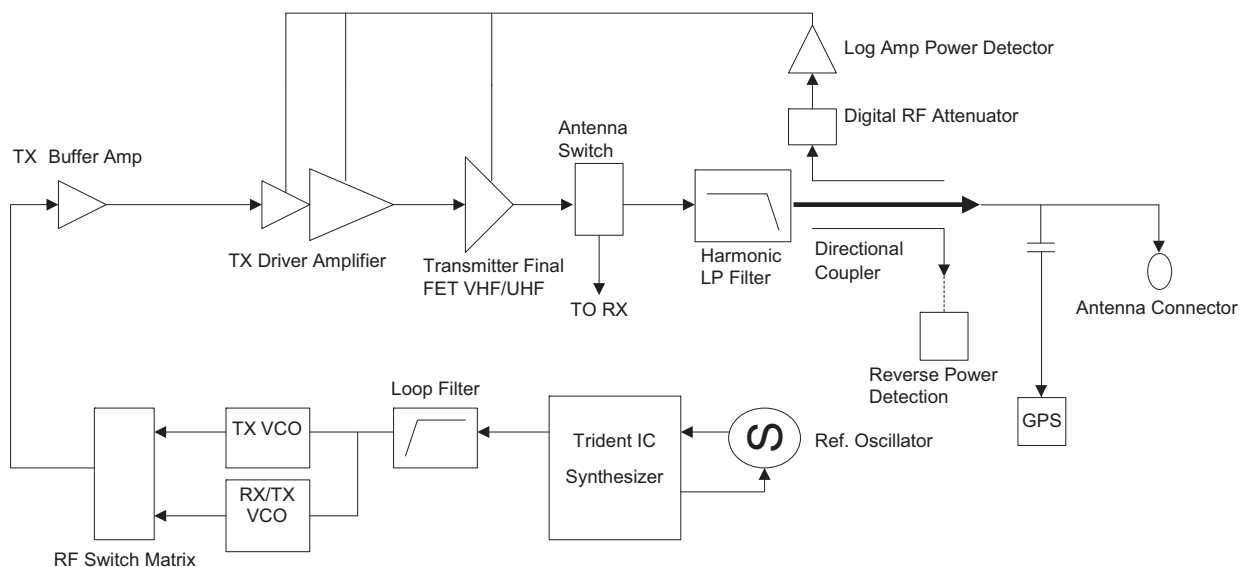 Log Amp Power Detector
Digital RF Attenuator
Antenna
Switch
TX Buffer Amp
TX Driver Amplifier
Transmitter Final
FET VHF/UHF
TO RX
Harmonic
LP Filter
Directional
Coupler
Antenna Connector
Reverse Power
Detection
GPS
Loop Filter
TX VCO
Trident IC
Synthesizer
S
Ref. Oscillator
RX/TX
VCO
RF Switch Matrix